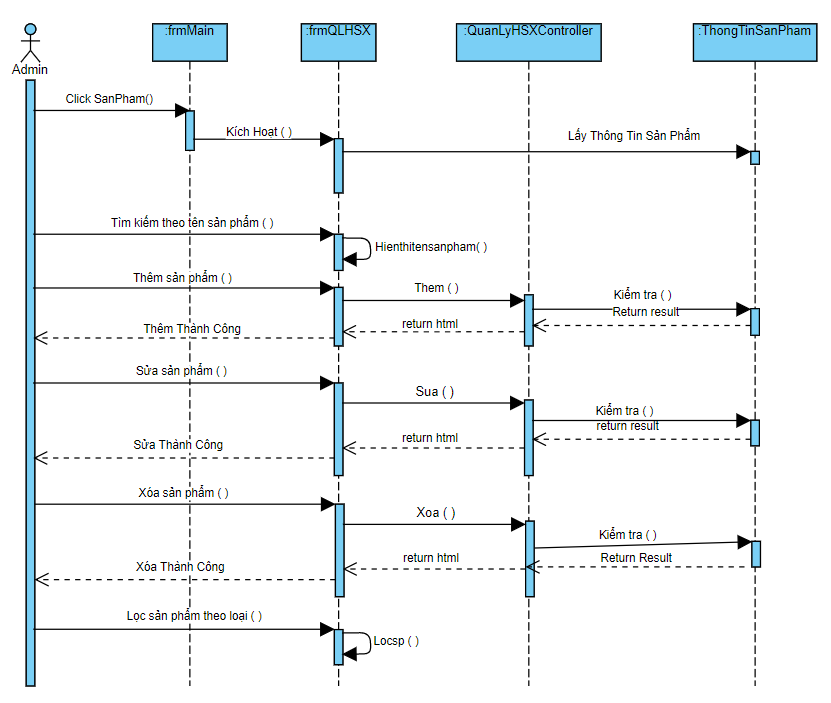 :frmMain
:frmQLHSX
:QuanLyHSXController
:ThongTinSanPham
Admin
Click SanPham()
Kích Hoạt ( )
Lấy Thông Tin Sản Phẩm
Tìm kiếm theo tên sản phẩm ( )
Hienthitensanpham( )
Thêm sản phẩm ( )
Them ( )
Kiểm tra ( )
Return result
return html
Thêm Thành Công
Sửa sản phẩm ( )
Sua ( )
Kiểm tra ( )
return result
return html
Sửa Thành Công
Xóa sản phẩm ( )
Xoa ( )
Kiểm tra ( )
Return Result
return html
Xóa Thành Công
Lọc sản phẩm theo loại ( )
Locsp ( )